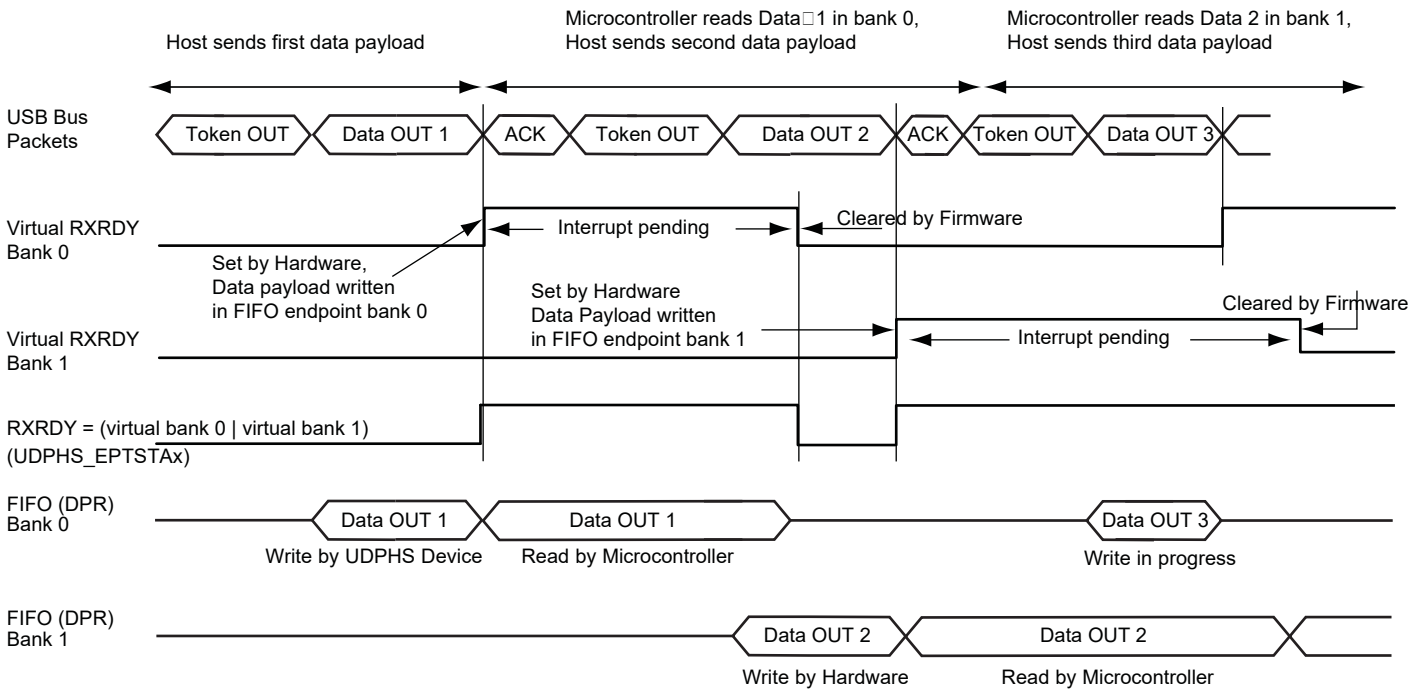 Host sends first data payload
Microcontroller reads Data□1 in bank 0,
Host sends second data payload
Microcontroller reads Data 2 in bank 1,
Host sends third data payload
USB Bus
Packets
Token OUT
Data OUT 1
ACK
Token OUT
Data OUT 2
ACK
Token OUT
Data OUT 3
Virtual RXRDY
Bank 0
Interrupt pending
Cleared by Firmware
Set by Hardware,
Data payload written
in FIFO endpoint bank 0
Set by Hardware
Data Payload written
in FIFO endpoint bank 1
Cleared by Firmware
Virtual RXRDY
Bank 1
Interrupt pending
RXRDY = (virtual bank 0 | virtual bank 1)
(UDPHS_EPTSTAx)
FIFO (DPR)
Bank 0
Data OUT 1
Data OUT 1
Data OUT 3
Write by UDPHS Device
Read by Microcontroller
Write in progress
FIFO (DPR)
Bank 1
Data OUT 2
Data OUT 2
Write by Hardware
Read by Microcontroller